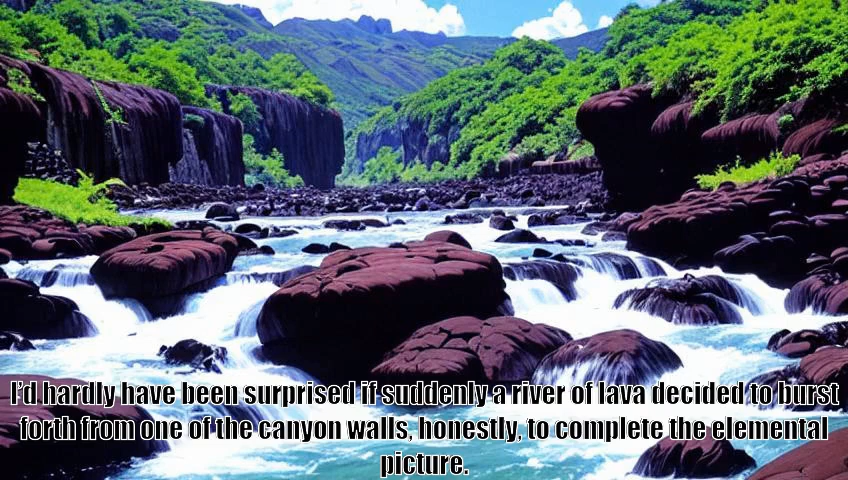 I'd hardly have been surprised if suddenly a river of lava decided to burst
forth from one of the canyon walls, honestly, to complete the elemental
picture.